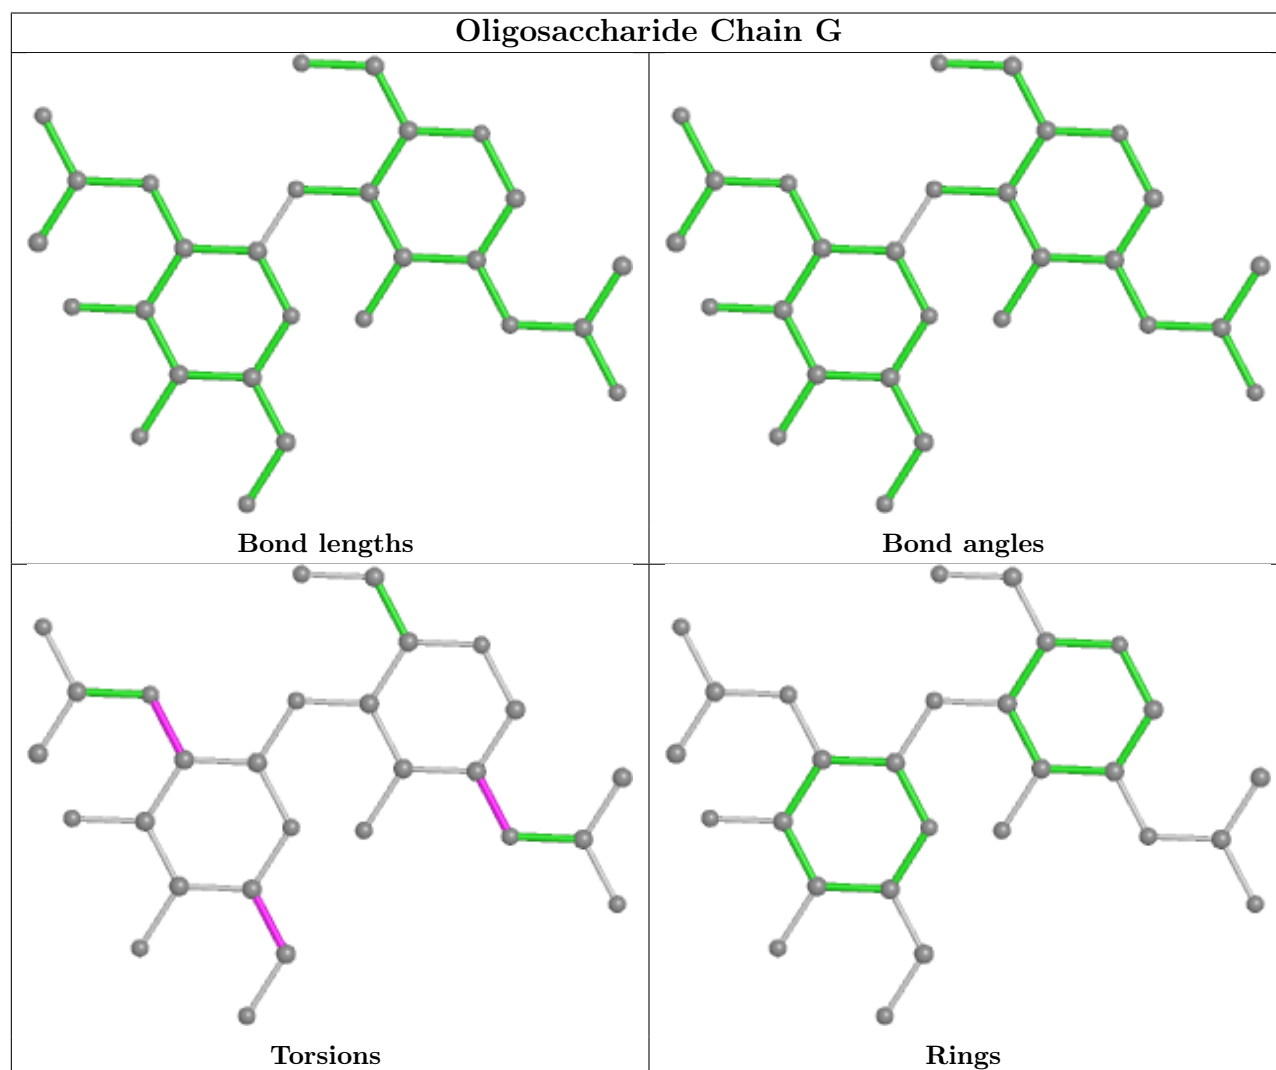 Oligosaccharide Chain G
Bond lengths
Bond angles
Torsions
Rings